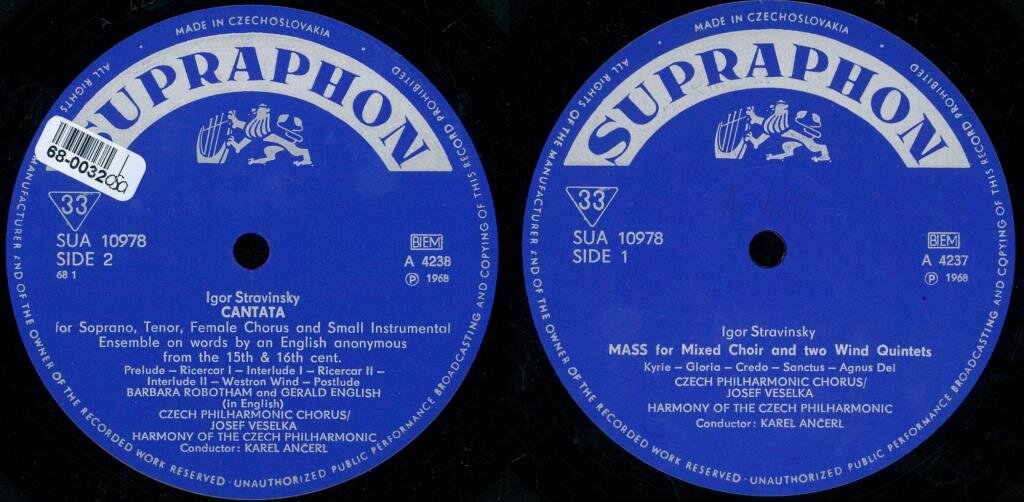 MADE IN CZECHOSLOVAKIA
ALL RIGHTS OF THE MANUFACTURER AND OF THE OWNER OF THE RECORDED WORK RESERVED - UNAUTHORIZED PUBLIC PERFORMANCE BROADCASTING AND COPYING OF THIS RECORD PROHIBITED
SUPRAPHON
68-0032
33
SUA 10978
SIDE 2
68 1
BIEM
A 4238
Ⓟ 1968
Igor Stravinsky
CANTATA
for Soprano, Tenor, Female Chorus and Small Instrumental
Ensemble on words by an English anonymous
from the 15th & 16th cent.
Prelude – Ricercar I – Interlude I – Ricercar II –
Interlude II – Westron Wind – Postlude
BARBARA ROBOTHAM and GERALD ENGLISH
(in English)
CZECH PHILHARMONIC CHORUS/
JOSEF VESELKA
HARMONY OF THE CZECH PHILHARMONIC
Conductor: KAREL ANČERL
MADE IN CZECHOSLOVAKIA
ALL RIGHTS OF THE MANUFACTURER AND OF THE OWNER OF THE RECORDED WORK RESERVED - UNAUTHORIZED PUBLIC PERFORMANCE BROADCASTING AND COPYING OF THIS RECORD PROHIBITED
SUPRAPHON
33
SUA 10978
SIDE 1
BIEM
A 4237
Ⓟ 1968
Igor Stravinsky
MASS for Mixed Choir and two Wind Quintets
Kyrie – Gloria – Credo – Sanctus – Agnus Dei
CZECH PHILHARMONIC CHORUS/
JOSEF VESELKA
HARMONY OF THE CZECH PHILHARMONIC
Conductor: KAREL ANČERL